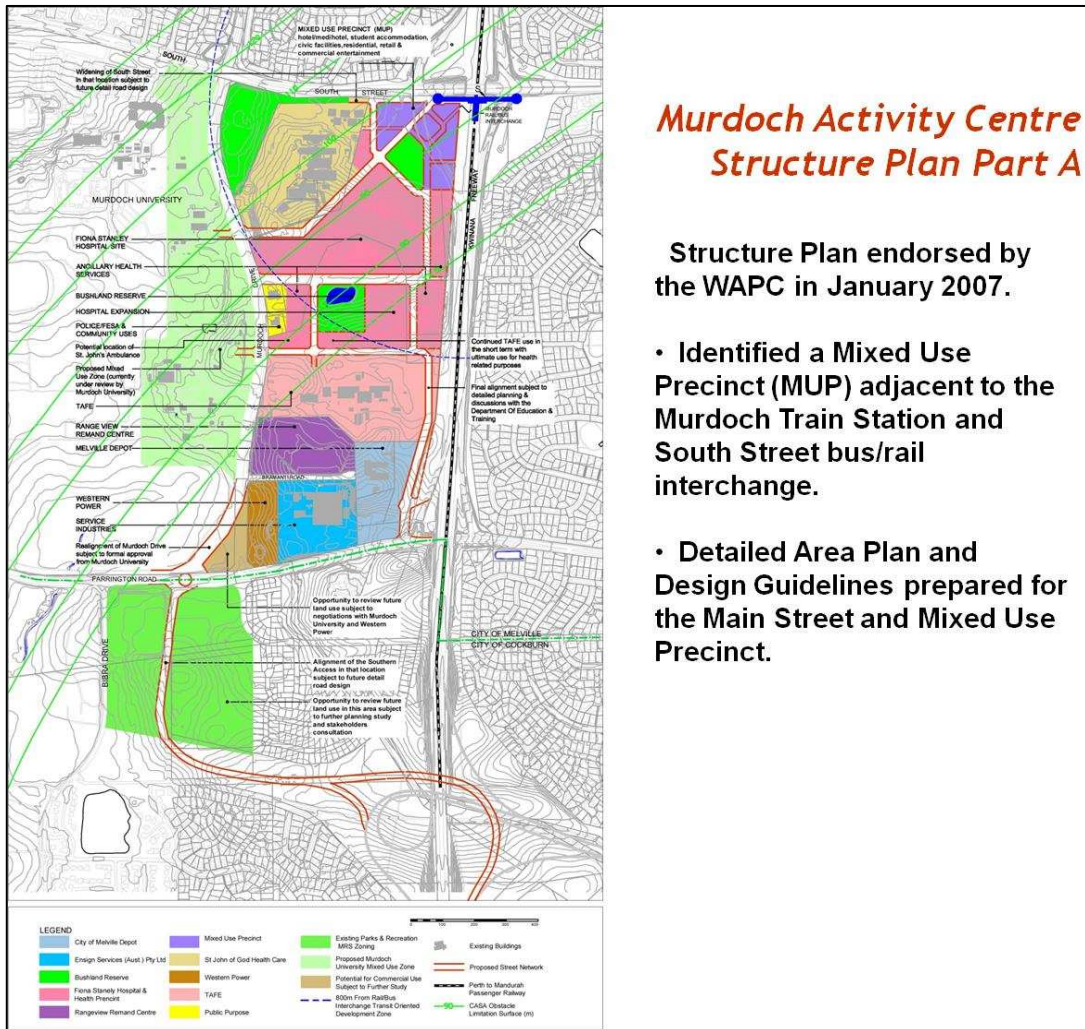 MIXED USE PRECINCT (MUP)
hotel/medihotel, student accommodation,
civic facilities,residential, retail &
commercial entertainment
SOUTH
Widening of South Street
in that location subject to
future detail road design
SOUTH
STREET
MURDOCH
RAIL/BUS
INTERCHANGE
MURDOCH UNIVERSITY
KWINANA FREEWAY
FIONA STANLEY
HOSPITAL SITE
ANCILLARY HEALTH
SERVICES
BUSHLAND RESERVE
HOSPITAL EXPANSION
POLICE/FESA &
COMMUNITY USES
Potential location of
St. John's Ambulance
Proposed Mixed
Use Zone (currently
under review by
Murdoch University)
TAFE
RANGE VIEW
REMAND CENTRE
MELVILLE DEPOT
MURDOCH
DRIVE
Continued TAFE use in
the short term with
ultimate use for health
related purposes
Final alignment subject to
detailed planning &
discussions with the
Department Of Education &
Training
WESTERN
POWER
SERVICE
INDUSTRIES
Realignment of Murdoch Drive
subject to formal approval
from Murdoch University
FARRINGTON ROAD
BIBRA DRIVE
Opportunity to review future
land use subject to
negotiations with Murdoch
University and Western
Power
CITY OF MELVILLE
CITY OF COCKBURN
Alignment of the Southern
Access in that location
subject to future detail
road design
Opportunity to review future
land use in this area subject
to further planning study
and stakeholders
consultation
LEGEND
City of Melville Depot
Ensign Services (Aust.) Pty Ltd
Bushland Reserve
Fiona Stanely Hospital &
Health Precint
Rangeview Remand Centre
Mixed Use Precinct
St John of God Health Care
Western Power
TAFE
Public Purpose
Existing Parks & Recreation
MRS Zoning
Proposed Murdoch
University Mixed Use Zone
Potential for Commercial Use
Subject to Further Study
800m From Rail/Bus
Interchange Transit Oriented
Development Zone
Existing Buildings
Proposed Street Network
Perth to Mandurah
Passenger Railway
90
CASA Obstacle
Limitation Surface (m)
Murdoch Activity Centre
Structure Plan Part A
Structure Plan endorsed by
the WAPC in January 2007.
• Identified a Mixed Use
Precinct (MUP) adjacent to the
Murdoch Train Station and
South Street bus/rail
interchange.
• Detailed Area Plan and
Design Guidelines prepared for
the Main Street and Mixed Use
Precinct.